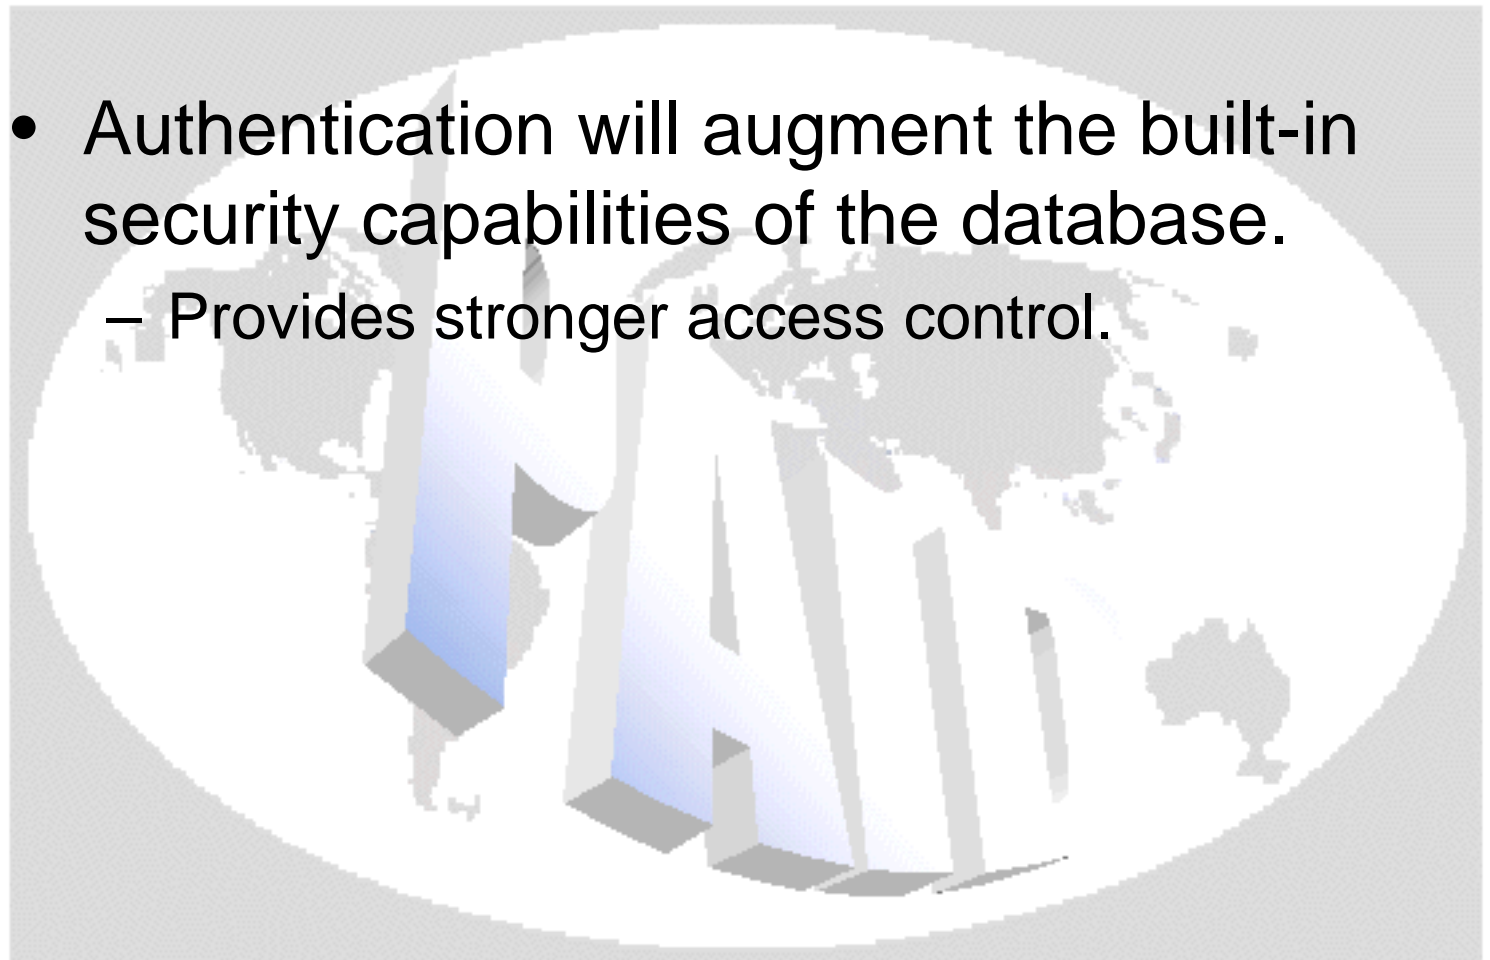 • Authentication will augment the built-in
security capabilities of the database.
– Provides stronger access control.